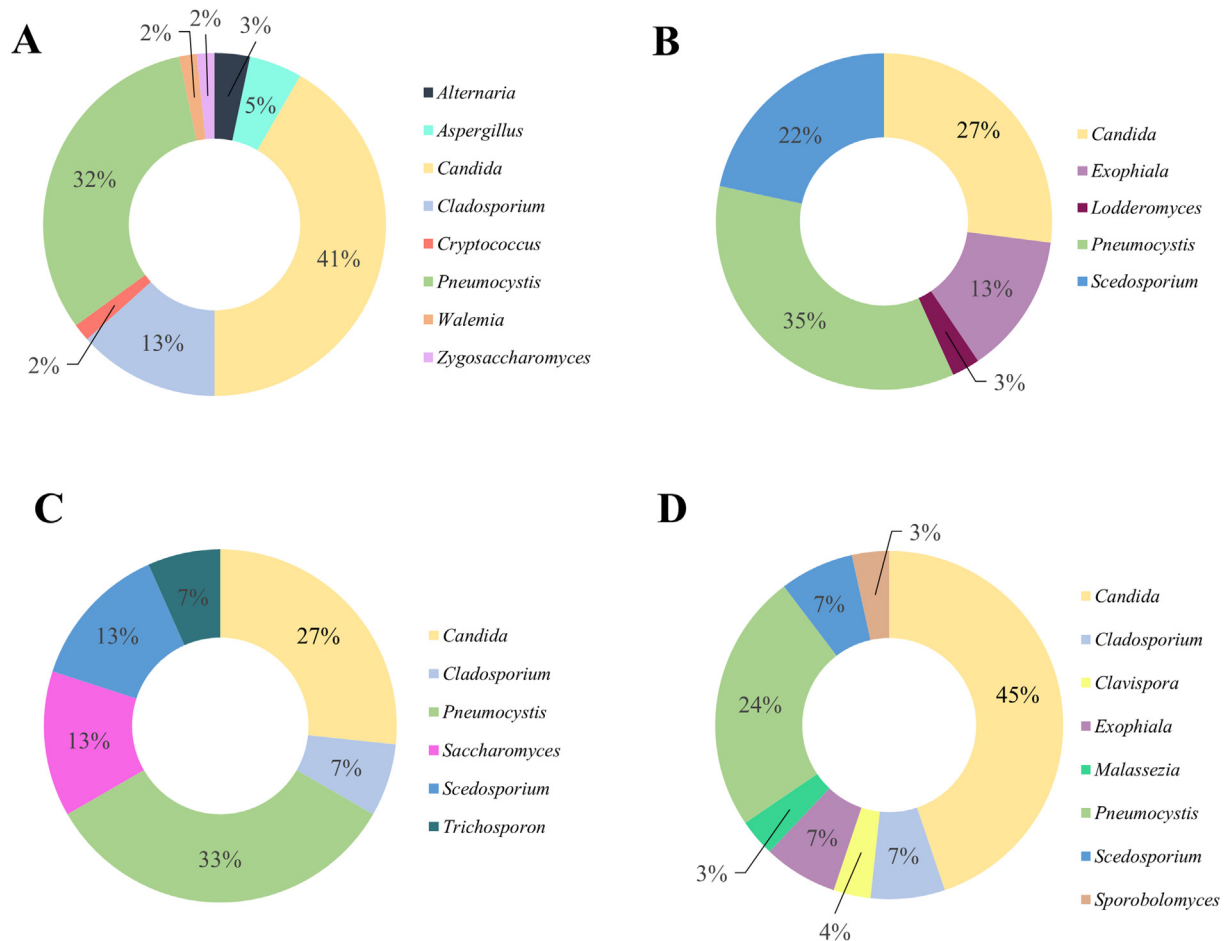 A
2%
2%
3%
5%
32%
41%
13%
2%
Alternaria
Aspergillus
Candida
Cladosporium
Cryptococcus
Pneumocystis
Walemia
Zygosaccharomyces
B
22%
27%
13%
35%
3%
Candida
Exophiala
Lodderomyces
Pneumocystis
Scedosporium
C
7%
13%
27%
13%
7%
33%
Candida
Cladosporium
Pneumocystis
Saccharomyces
Scedosporium
Trichosporon
D
3%
7%
24%
45%
7%
7%
3%
4%
Candida
Cladosporium
Clavispora
Exophiala
Malassezia
Pneumocystis
Scedosporium
Sporobolomyces